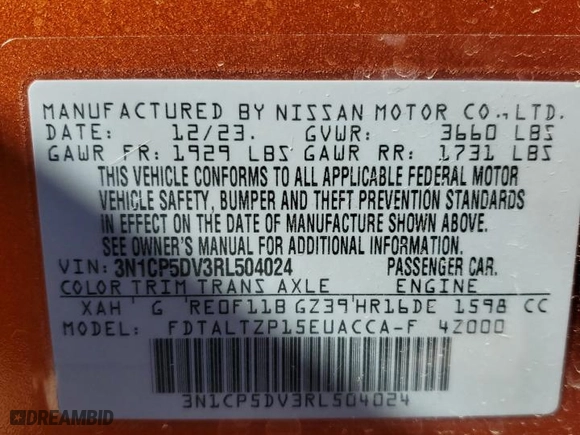 MANUFACTURED BY NISSAN MOTOR CO., LTD.
DATE: 12/23. GVWR: 3660 LBS
GAWR FR: 1929 LBS GAWR RR: 1731 LBS
THIS VEHICLE CONFORMS TO ALL APPLICABLE FEDERAL MOTOR
VEHICLE SAFETY, BUMPER AND THEFT PREVENTION STANDARDS
IN EFFECT ON THE DATE OF MANUFACTURE SHOWN ABOVE.
SEE OWNER'S MANUAL FOR ADDITIONAL INFORMATION.
VIN: 3N1CP5DV3RL504024 PASSENGER CAR.
COLOR TRIM TRANS AXLE ENGINE
XAH G RE0F11B GZ39 HR16DE 1598 CC
MODEL: FDTALTZP15EUACCA-F 4Z000
3N1CP5DV3RL504024
DREAMBID